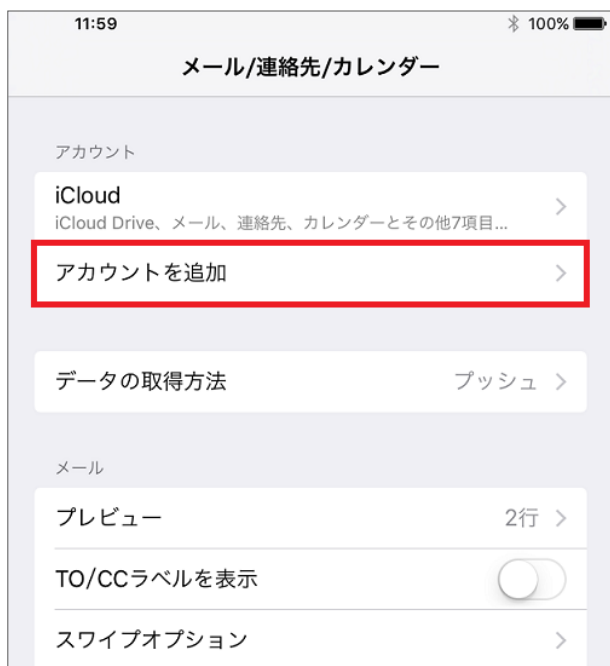 11:59 100%
メール/連絡先/カレンダー
アカウント
iCloud
iCloud Drive、メール、連絡先、カレンダーとその他7項目...
アカウントを追加
データの取得方法 プッシュ
メール
プレビュー 2行
TO/CCラベルを表示
スワイプオプション